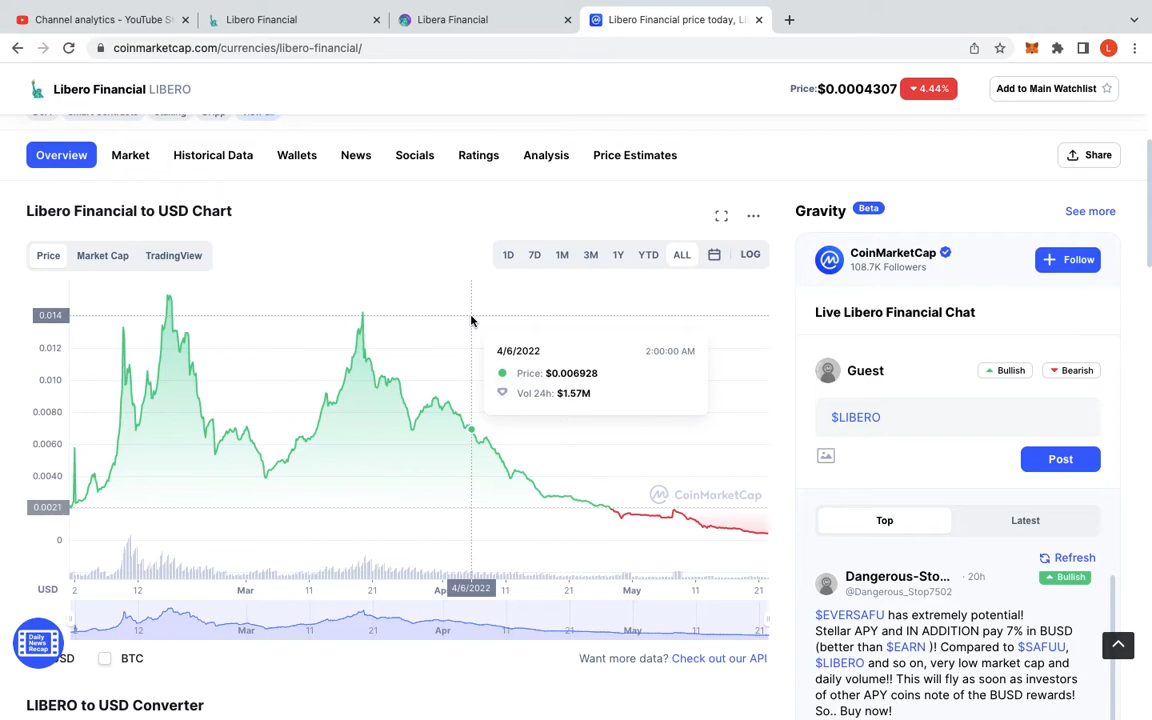 Channel analytics - YouTube S
Libero Financial
Libera Financial
Libero Financial price today, LI
coinmarketcap.com/currencies/libero-financial/
L
Libero Financial LIBERO
Price:$0.0004307
4.44%
Add to Main Watchlist
Overview
Market
Historical Data
Wallets
News
Socials
Ratings
Analysis
Price Estimates
Share
Libero Financial to USD Chart
Price
Market Cap
TradingView
1D
7D
1M
3M
1Y
YTD
ALL
LOG
0.014
0.012
0.010
0.0080
0.0060
0.0040
0.0021
0
4/6/2022
2:00:00 AM
Price: $0.006928
Vol 24h: $1.57M
CoinMarketCap
USD
2
12
Mar
11
21
4/6/2022
11
21
May
11
21
12
Mar
11
21
Apr
11
21
May
11
21
Daily
News
Recap
BTC
Want more data? Check out our API
LIBERO to USD Converter
Gravity
Beta
See more
CoinMarketCap
108.7K Followers
Follow
Live Libero Financial Chat
Guest
Bullish
Bearish
$LIBERO
Post
Top
Latest
Refresh
Dangerous-Sto...
· 20h
Bullish
@Dangerous_Stop7502
$EVERSAFU has extremely potential!
Stellar APY and IN ADDITION pay 7% in BUSD
(better than $EARN )! Compared to $SAFUU,
$LIBERO and so on, very low market cap and
daily volume!! This will fly as soon as investors
of other APY coins note of the BUSD rewards!
So.. Buy now!